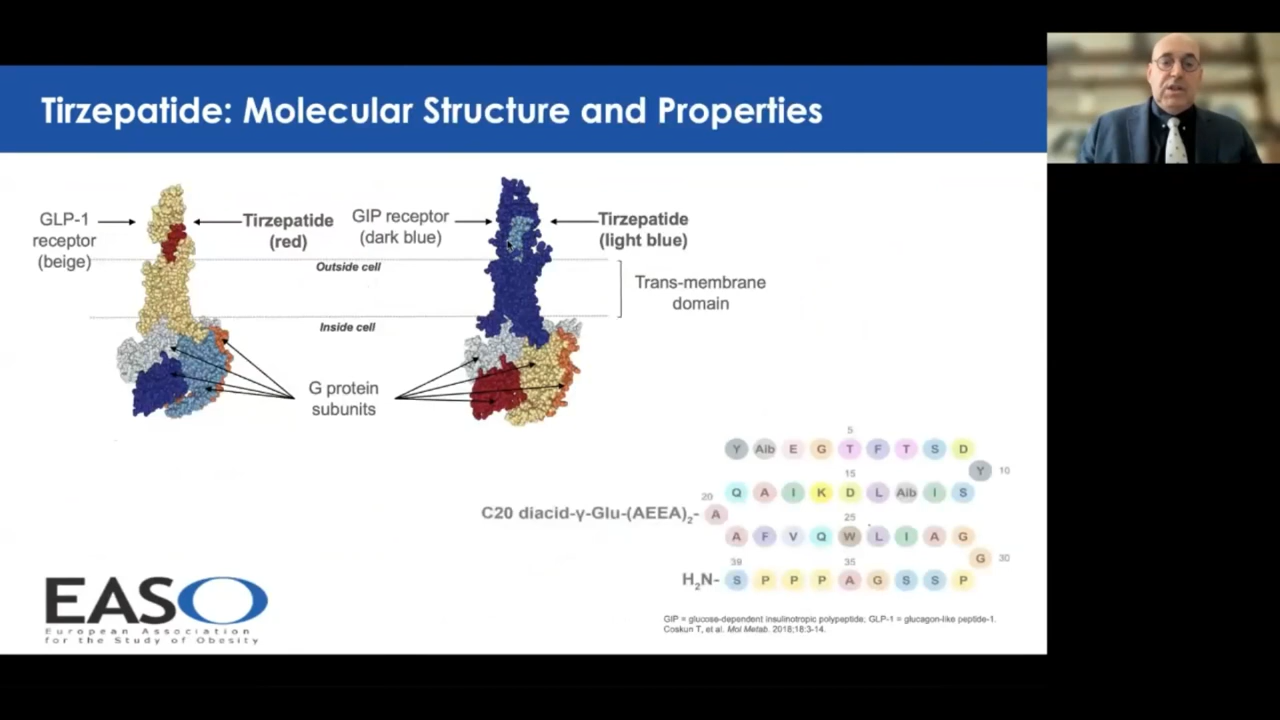 Tirzepatide: Molecular Structure and Properties
GLP-1
receptor
(beige)
Tirzepatide
(red)
GIP receptor
(dark blue)
Tirzepatide
(light blue)
Outside cell
Trans-membrane
domain
Inside cell
G protein
subunits
5
Y Aib E G T F T S D
Y 10
15
Q A I K D L Aib I S
20
C20 diacid-γ-Glu-(AEEA)2- A
25
A F V Q W L I A G
G 30
39 35
H2N- S P P P A G S S P
EASO
European Association
for the Study of Obesity
GIP = glucose-dependent insulinotropic polypeptide; GLP-1 = glucagon-like peptide-1.
Coskun T, et al. Mol Metab. 2018;18:3-14.